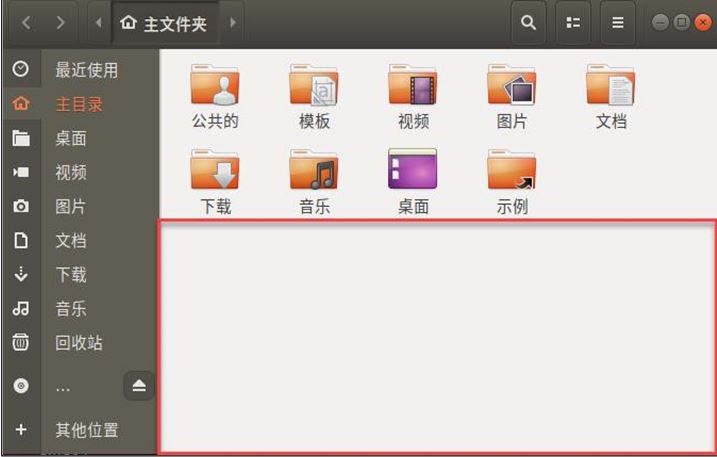 主文件夹
最近使用
主目录
桌面
视频
图片
文档
下载
音乐
回收站
...
其他位置
公共的
模板
视频
图片
文档
下载
音乐
桌面
示例